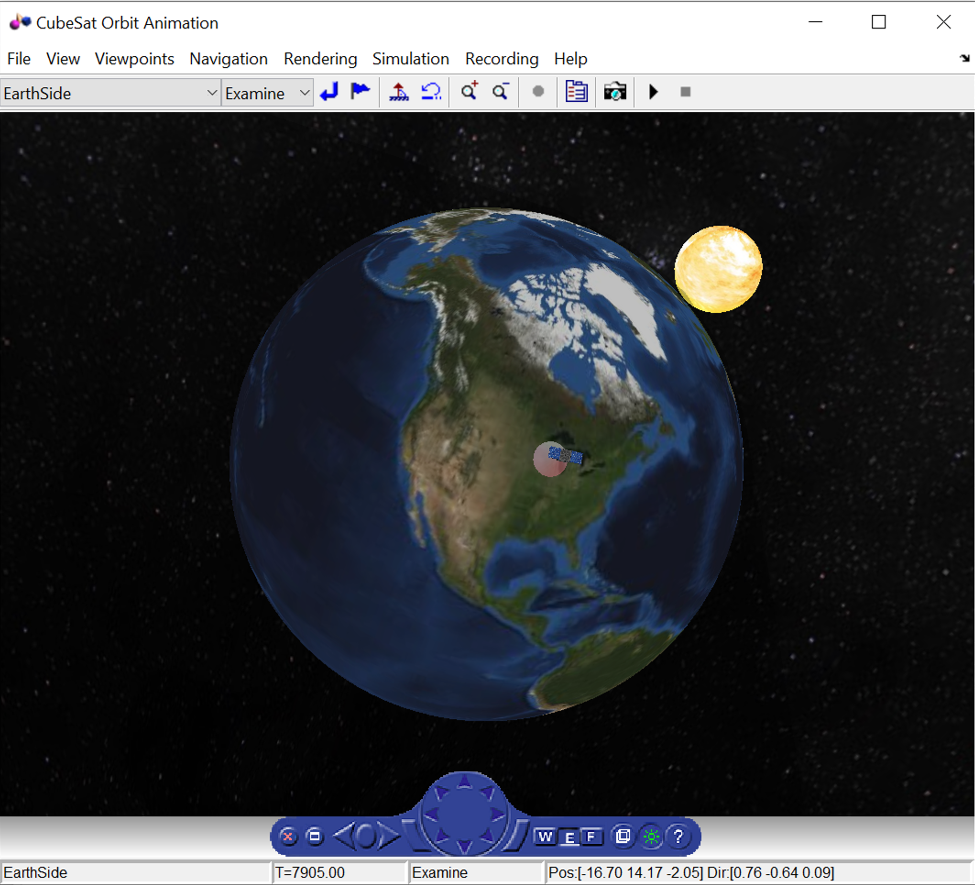 CubeSat Orbit Animation
File View Viewpoints Navigation Rendering Simulation Recording Help
EarthSide Examine
W E F ?
EarthSide T=7905.00 Examine Pos:[-16.70 14.17 -2.05] Dir:[0.76 -0.64 0.09]